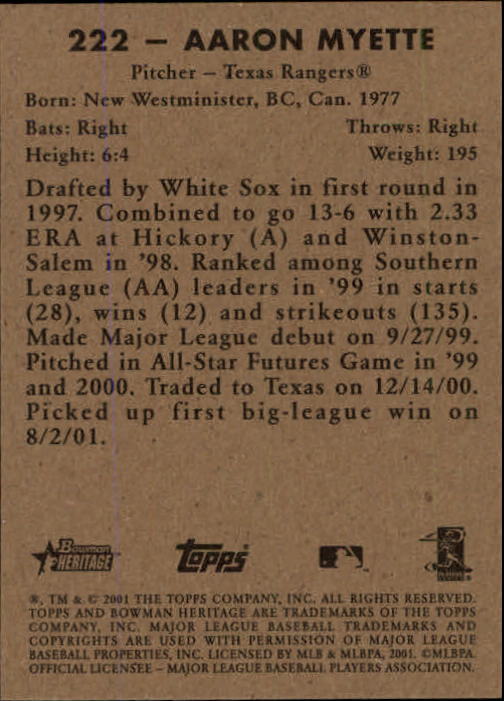 222 – AARON MYETTE
Pitcher – Texas Rangers®
Born: New Westminister, BC, Can. 1977
Bats: Right Throws: Right
Height: 6:4 Weight: 195
Drafted by White Sox in first round in
1997. Combined to go 13-6 with 2.33
ERA at Hickory (A) and Winston-
Salem in '98. Ranked among Southern
League (AA) leaders in '99 in starts
(28), wins (12) and strikeouts (135).
Made Major League debut on 9/27/99.
Pitched in All-Star Futures Game in '99
and 2000. Traded to Texas on 12/14/00.
Picked up first big-league win on
8/2/01.
Bowman
HERITAGE
Topps
®, TM & © 2001 THE TOPPS COMPANY, INC. ALL RIGHTS RESERVED.
TOPPS AND BOWMAN HERITAGE ARE TRADEMARKS OF THE TOPPS
COMPANY, INC. MAJOR LEAGUE BASEBALL TRADEMARKS AND
COPYRIGHTS ARE USED WITH PERMISSION OF MAJOR LEAGUE
BASEBALL PROPERTIES, INC. LICENSED BY MLB & MLBPA, 2001. ©MLBPA
OFFICIAL LICENSEE – MAJOR LEAGUE BASEBALL PLAYERS ASSOCIATION.